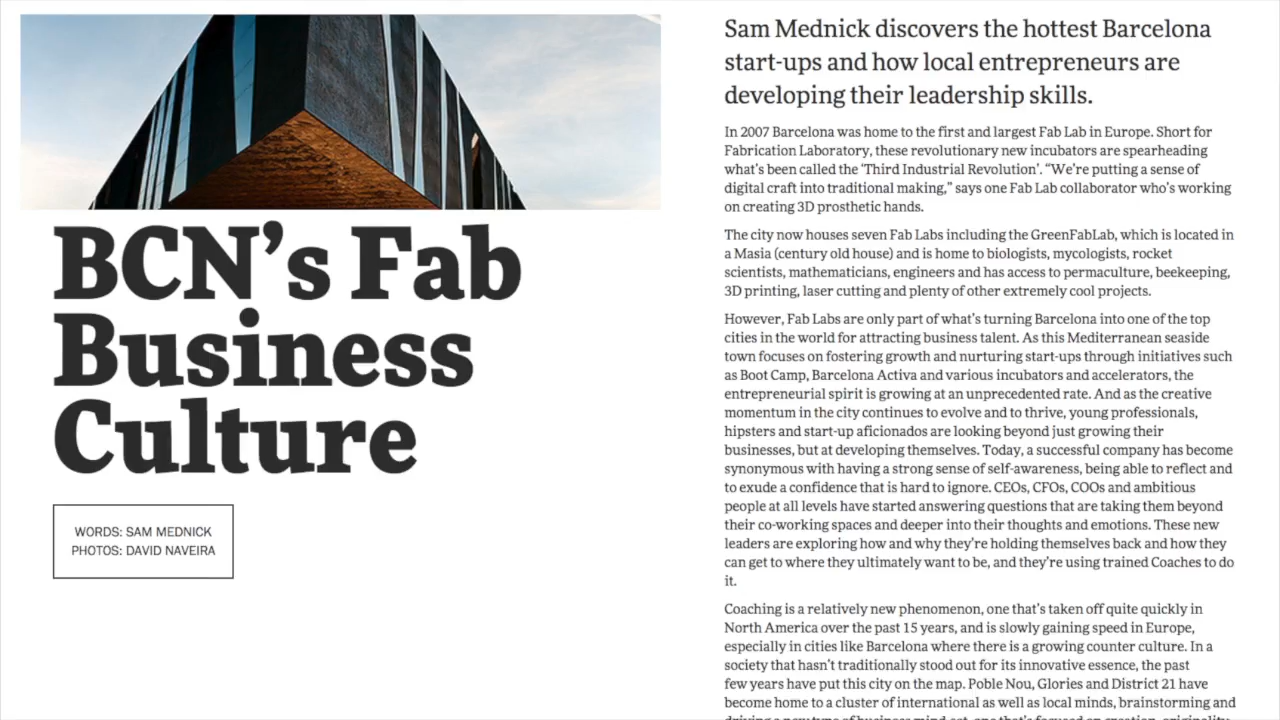 BCN's Fab
Business
Culture
WORDS: SAM MEDNICK
PHOTOS: DAVID NAVEIRA
Sam Mednick discovers the hottest Barcelona
start-ups and how local entrepreneurs are
developing their leadership skills.
In 2007 Barcelona was home to the first and largest Fab Lab in Europe. Short for
Fabrication Laboratory, these revolutionary new incubators are spearheading
what's been called the 'Third Industrial Revolution'. “We're putting a sense of
digital craft into traditional making,” says one Fab Lab collaborator who's working
on creating 3D prosthetic hands.
The city now houses seven Fab Labs including the GreenFabLab, which is located in
a Masia (century old house) and is home to biologists, mycologists, rocket
scientists, mathematicians, engineers and has access to permaculture, beekeeping,
3D printing, laser cutting and plenty of other extremely cool projects.
However, Fab Labs are only part of what's turning Barcelona into one of the top
cities in the world for attracting business talent. As this Mediterranean seaside
town focuses on fostering growth and nurturing start-ups through initiatives such
as Boot Camp, Barcelona Activa and various incubators and accelerators, the
entrepreneurial spirit is growing at an unprecedented rate. And as the creative
momentum in the city continues to evolve and to thrive, young professionals,
hipsters and start-up aficionados are looking beyond just growing their
businesses, but at developing themselves. Today, a successful company has become
synonymous with having a strong sense of self-awareness, being able to reflect and
to exude a confidence that is hard to ignore. CEOs, CFOs, COOs and ambitious
people at all levels have started answering questions that are taking them beyond
their co-working spaces and deeper into their thoughts and emotions. These new
leaders are exploring how and why they're holding themselves back and how they
can get to where they ultimately want to be, and they're using trained Coaches to do
it.
Coaching is a relatively new phenomenon, one that's taken off quite quickly in
North America over the past 15 years, and is slowly gaining speed in Europe,
especially in cities like Barcelona where there is a growing counter culture. In a
society that hasn't traditionally stood out for its innovative essence, the past
few years have put this city on the map. Poble Nou, Glories and District 21 have
become home to a cluster of international as well as local minds, brainstorming and
driving a new type of business mind-set, one that's focused on creation, originality